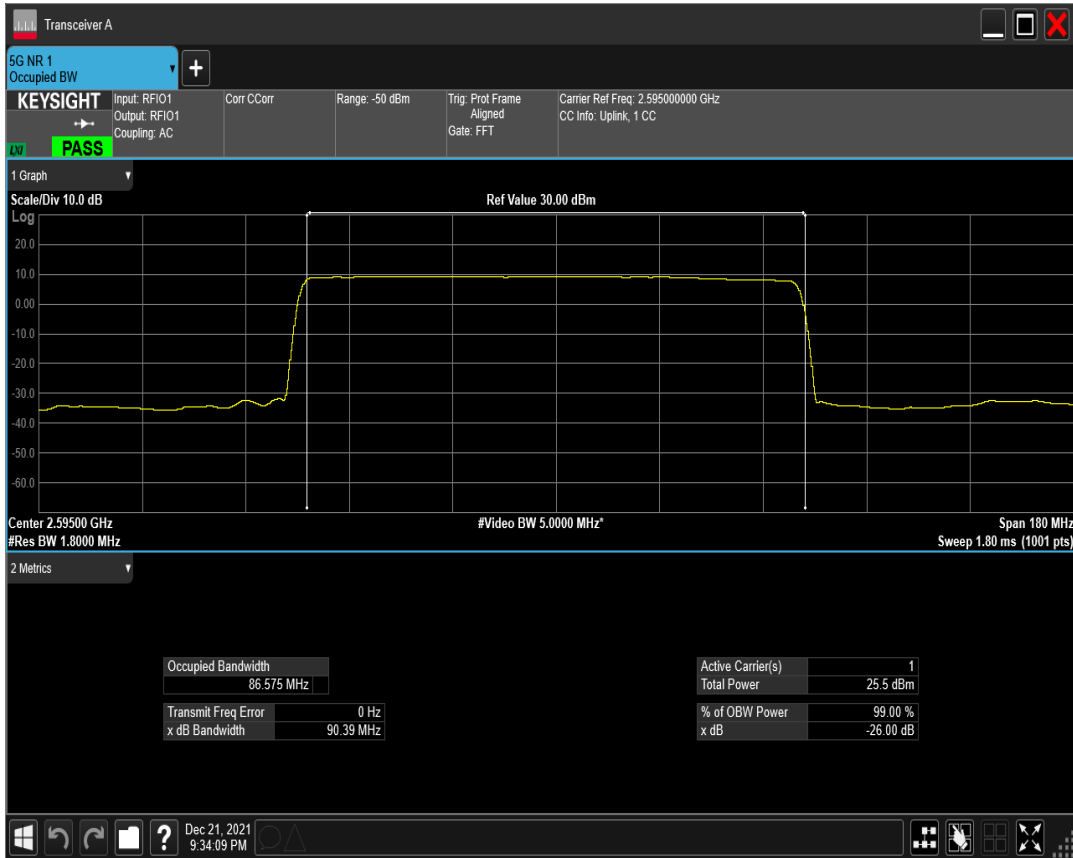 Transceiver A
5G NR 1
Occupied BW
KEYSIGHT
LXI
PASS
Input: RFIO1
Output: RFIO1
Coupling: AC
Corr CCorr
Range: -50 dBm
Trig: Prot Frame
Aligned
Gate: FFT
Carrier Ref Freq: 2.595000000 GHz
CC Info: Uplink, 1 CC
1 Graph
Scale/Div 10.0 dB
Ref Value 30.00 dBm
Log
20.0
10.0
0.00
-10.0
-20.0
-30.0
-40.0
-50.0
-60.0
Center 2.59500 GHz
#Video BW 5.0000 MHz*
Span 180 MHz
#Res BW 1.8000 MHz
Sweep 1.80 ms (1001 pts)
2 Metrics
Occupied Bandwidth
86.575 MHz
Transmit Freq Error 0 Hz
x dB Bandwidth 90.39 MHz
Active Carrier(s) 1
Total Power 25.5 dBm
% of OBW Power 99.00 %
x dB -26.00 dB
?
Dec 21, 2021
9:34:09 PM